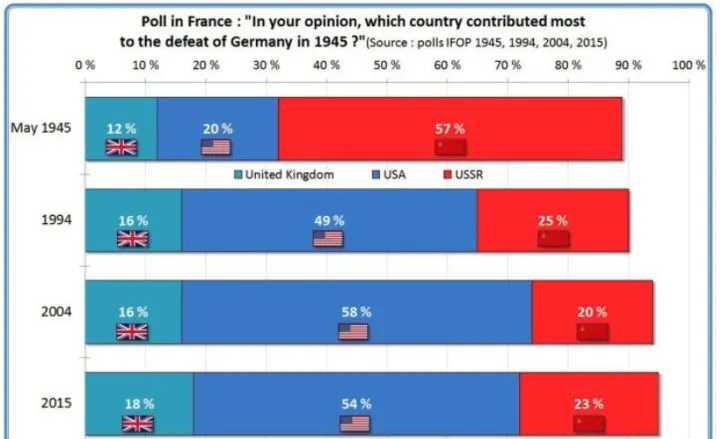 Poll in France : "In your opinion, which country contributed most
to the defeat of Germany in 1945 ?"(Source : polls IFOP 1945, 1994, 2004, 2015)
0 % 10 % 20 % 30 % 40 % 50 % 60 % 70 % 80 % 90 % 100 %
May 1945 12 % 20 % 57 %
United Kingdom USA USSR
1994 16 % 49 % 25 %
2004 16 % 58 % 20 %
2015 18 % 54 % 23 %